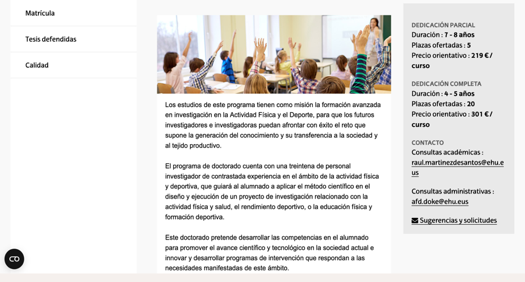 Matrícula
Tesis defendidas
Calidad
Los estudios de este programa tienen como misión la formación avanzada
en investigación en la Actividad Física y el Deporte, para que los futuros
investigadores e investigadoras puedan afrontar con éxito el reto que
supone la generación del conocimiento y su transferencia a la sociedad y
al tejido productivo.
El programa de doctorado cuenta con una treintena de personal
investigador de contrastada experiencia en el ámbito de la actividad física
y deportiva, que guiará al alumnado a aplicar el método científico en el
diseño y ejecución de un proyecto de investigación relacionado con la
actividad física y salud, el rendimiento deportivo, o la educación física y
formación deportiva.
Este doctorado pretende desarrollar las competencias en el alumnado
para promover el avance científico y tecnológico en la sociedad actual e
innovar y desarrollar programas de intervención que respondan a las
necesidades manifestadas de este ámbito.
DEDICACIÓN PARCIAL
Duración : 7 - 8 años
Plazas ofertadas : 5
Precio orientativo : 219 € /
curso
DEDICACIÓN COMPLETA
Duración : 4 - 5 años
Plazas ofertadas : 20
Precio orientativo : 301 € /
curso
CONTACTO
Consultas académicas :
raul.martinezdesantos@ehu.e
us
Consultas administrativas :
afd.doke@ehu.eus
Sugerencias y solicitudes